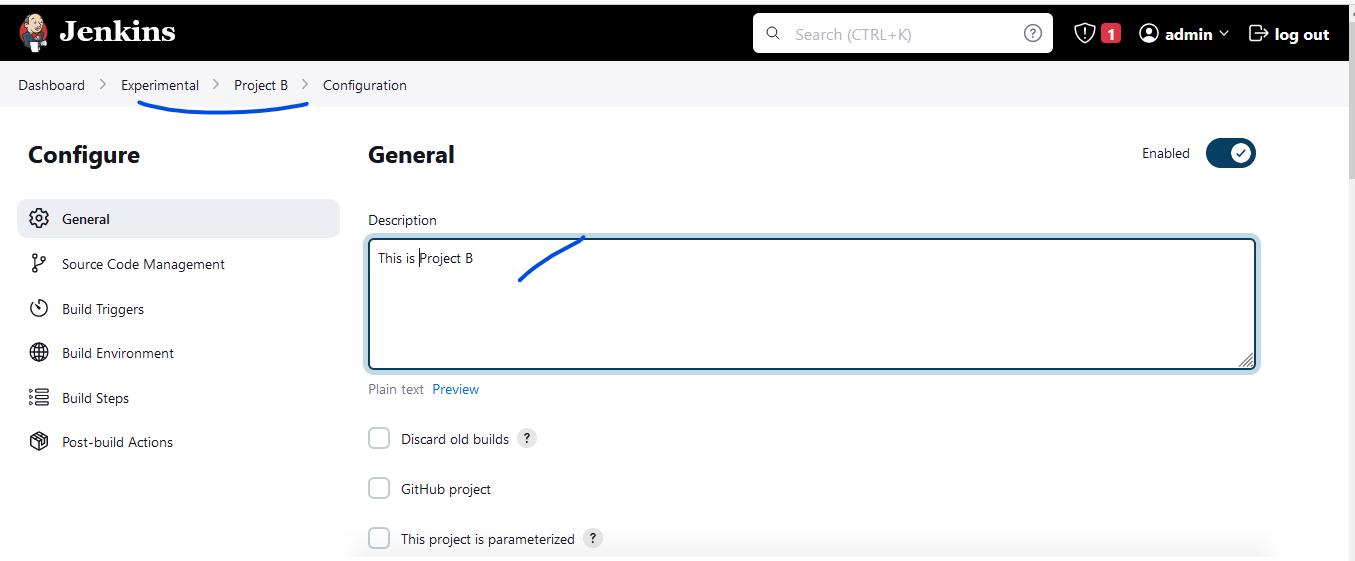 Jenkins
Search (CTRL+K)
?
1
admin
log out
Dashboard > Experimental > Project B > Configuration
Configure
General
Source Code Management
Build Triggers
Build Environment
Build Steps
Post-build Actions
General
Enabled
Description
This is Project B
Plain text Preview
Discard old builds ?
GitHub project
This project is parameterized ?